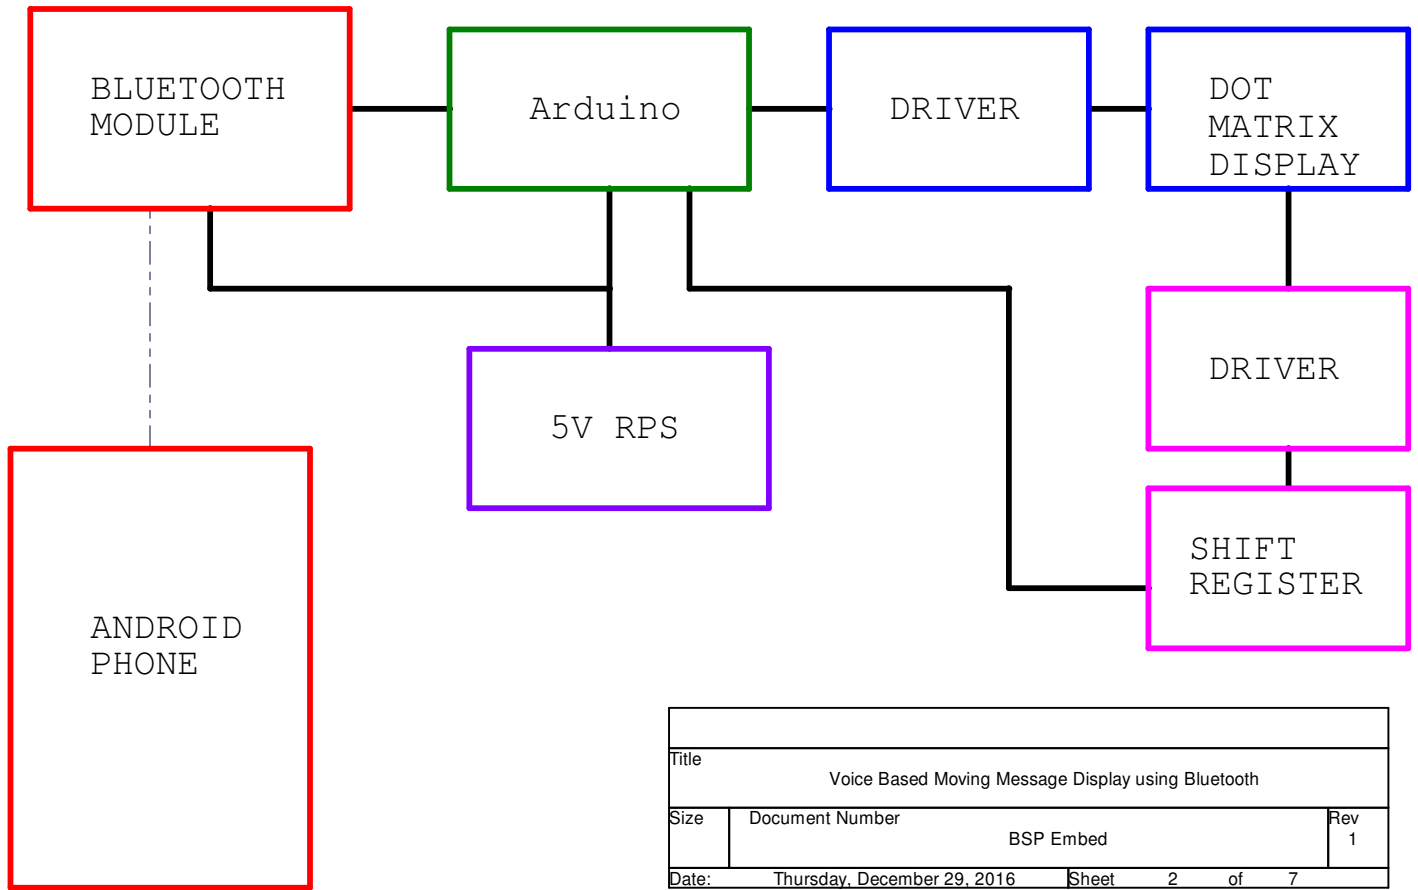 BLUETOOTH
MODULE
Arduino
DRIVER
DOT
MATRIX
DISPLAY
5V RPS
DRIVER
SHIFT
REGISTER
ANDROID
PHONE
Title
Voice Based Moving Message Display using Bluetooth
Size Document Number Rev
BSP Embed 1
Date: Thursday, December 29, 2016 Sheet 2 of 7